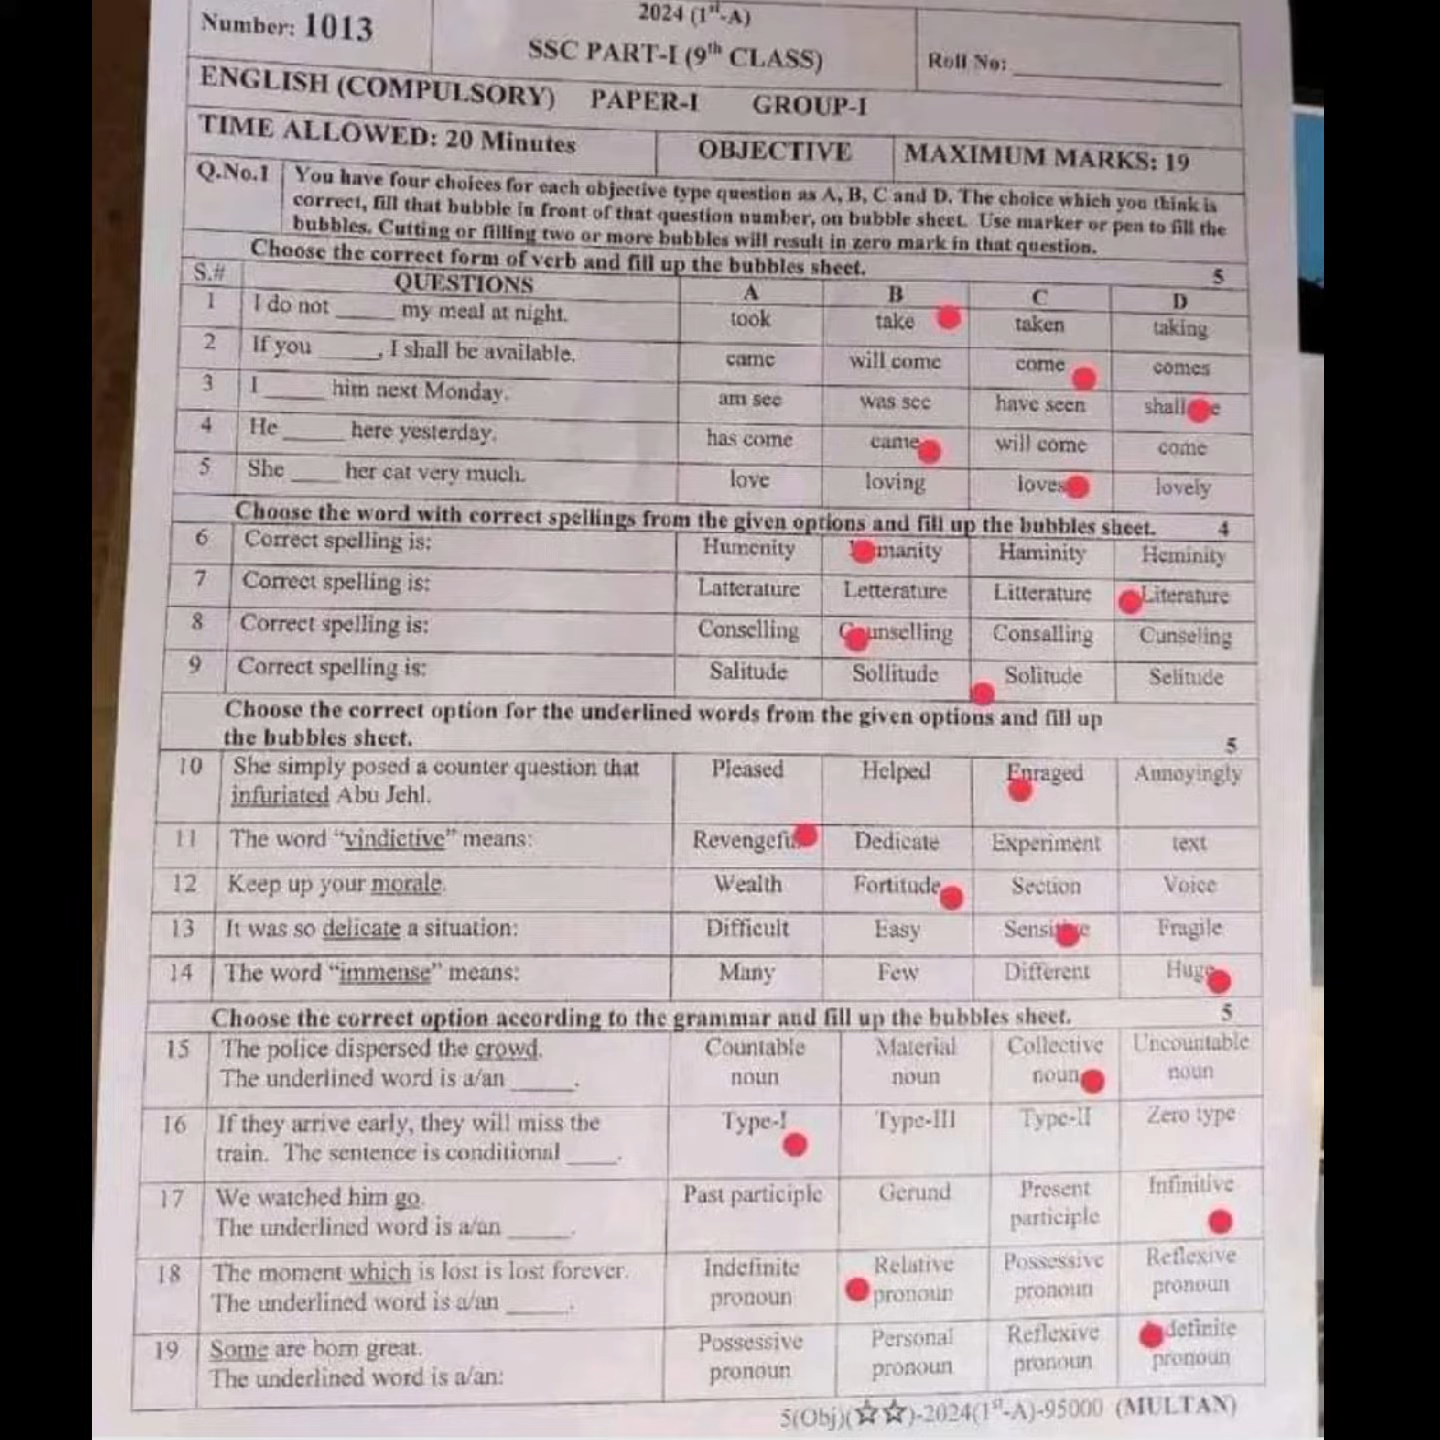 Number: 1013
2024 (1st-A)
SSC PART-I (9th CLASS)
Roll No:
ENGLISH (COMPULSORY) PAPER-I GROUP-I
TIME ALLOWED: 20 Minutes OBJECTIVE MAXIMUM MARKS: 19
Q.No.1 You have four choices for each objective type question as A, B, C and D. The choice which you think is
correct, fill that bubble in front of that question number, on bubble sheet. Use marker or pen to fill the
bubbles. Cutting or filling two or more bubbles will result in zero mark in that question.
Choose the correct form of verb and fill up the bubbles sheet. 5
S.# QUESTIONS A B C D
1 I do not _____ my meal at night. took take taken taking
2 If you _____, I shall be available. came will come come comes
3 I _____ him next Monday. am see was see have seen shall
4 He _____ here yesterday. has come came will come come
5 She _____ her cat very much. love loving loves lovely
Choose the word with correct spellings from the given options and fill up the bubbles sheet. 4
6 Correct spelling is: Humenity manity Haminity Heminity
7 Correct spelling is: Latterature Letterature Litterature Literature
8 Correct spelling is: Conselling Counselling Consalling Cunseling
9 Correct spelling is: Salitude Sollitude Solitude Selitude
Choose the correct option for the underlined words from the given options and fill up
the bubbles sheet. 5
10 She simply posed a counter question that Pleased Helped Enraged Annoyingly
infuriated Abu Jehl.
11 The word "vindictive" means: Revengeful Dedicate Experiment text
12 Keep up your morale. Wealth Fortitude Section Voice
13 It was so delicate a situation: Difficult Easy Sensitive Fragile
14 The word "immense" means: Many Few Different Huge
Choose the correct option according to the grammar and fill up the bubbles sheet. 5
15 The police dispersed the crowd. Countable Material Collective Uncountable
The underlined word is a/an _____. noun noun noun noun
16 If they arrive early, they will miss the Type-I Type-III Type-II Zero type
train. The sentence is conditional ____.
17 We watched him go. Past participle Gerund Present Infinitive
The underlined word is a/an _____. participle
18 The moment which is lost is lost forever. Indefinite Relative Possessive Reflexive
The underlined word is a/an _____. pronoun pronoun pronoun pronoun
19 Some are born great. Possessive Personal Reflexive definite
The underlined word is a/an: pronoun pronoun pronoun pronoun
5(Obj)(☆☆)-2024(1st-A)-95000 (MULTAN)